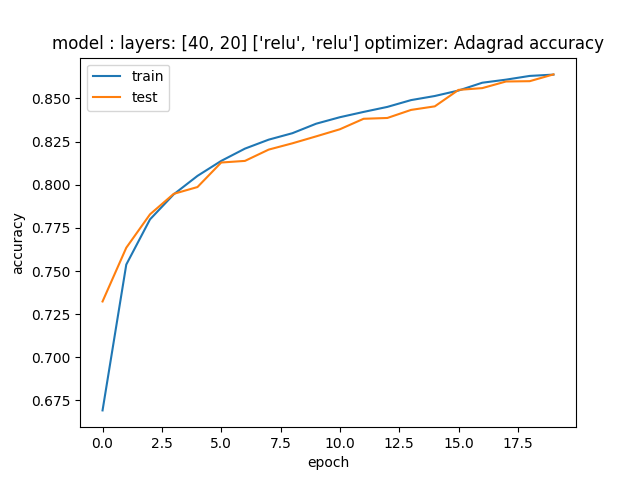 model : layers: [40, 20] ['relu', 'relu'] optimizer: Adagrad accuracy
train
test
0.850
0.825
0.800
0.775
0.750
0.725
0.700
0.675
accuracy
0.0 2.5 5.0 7.5 10.0 12.5 15.0 17.5
epoch